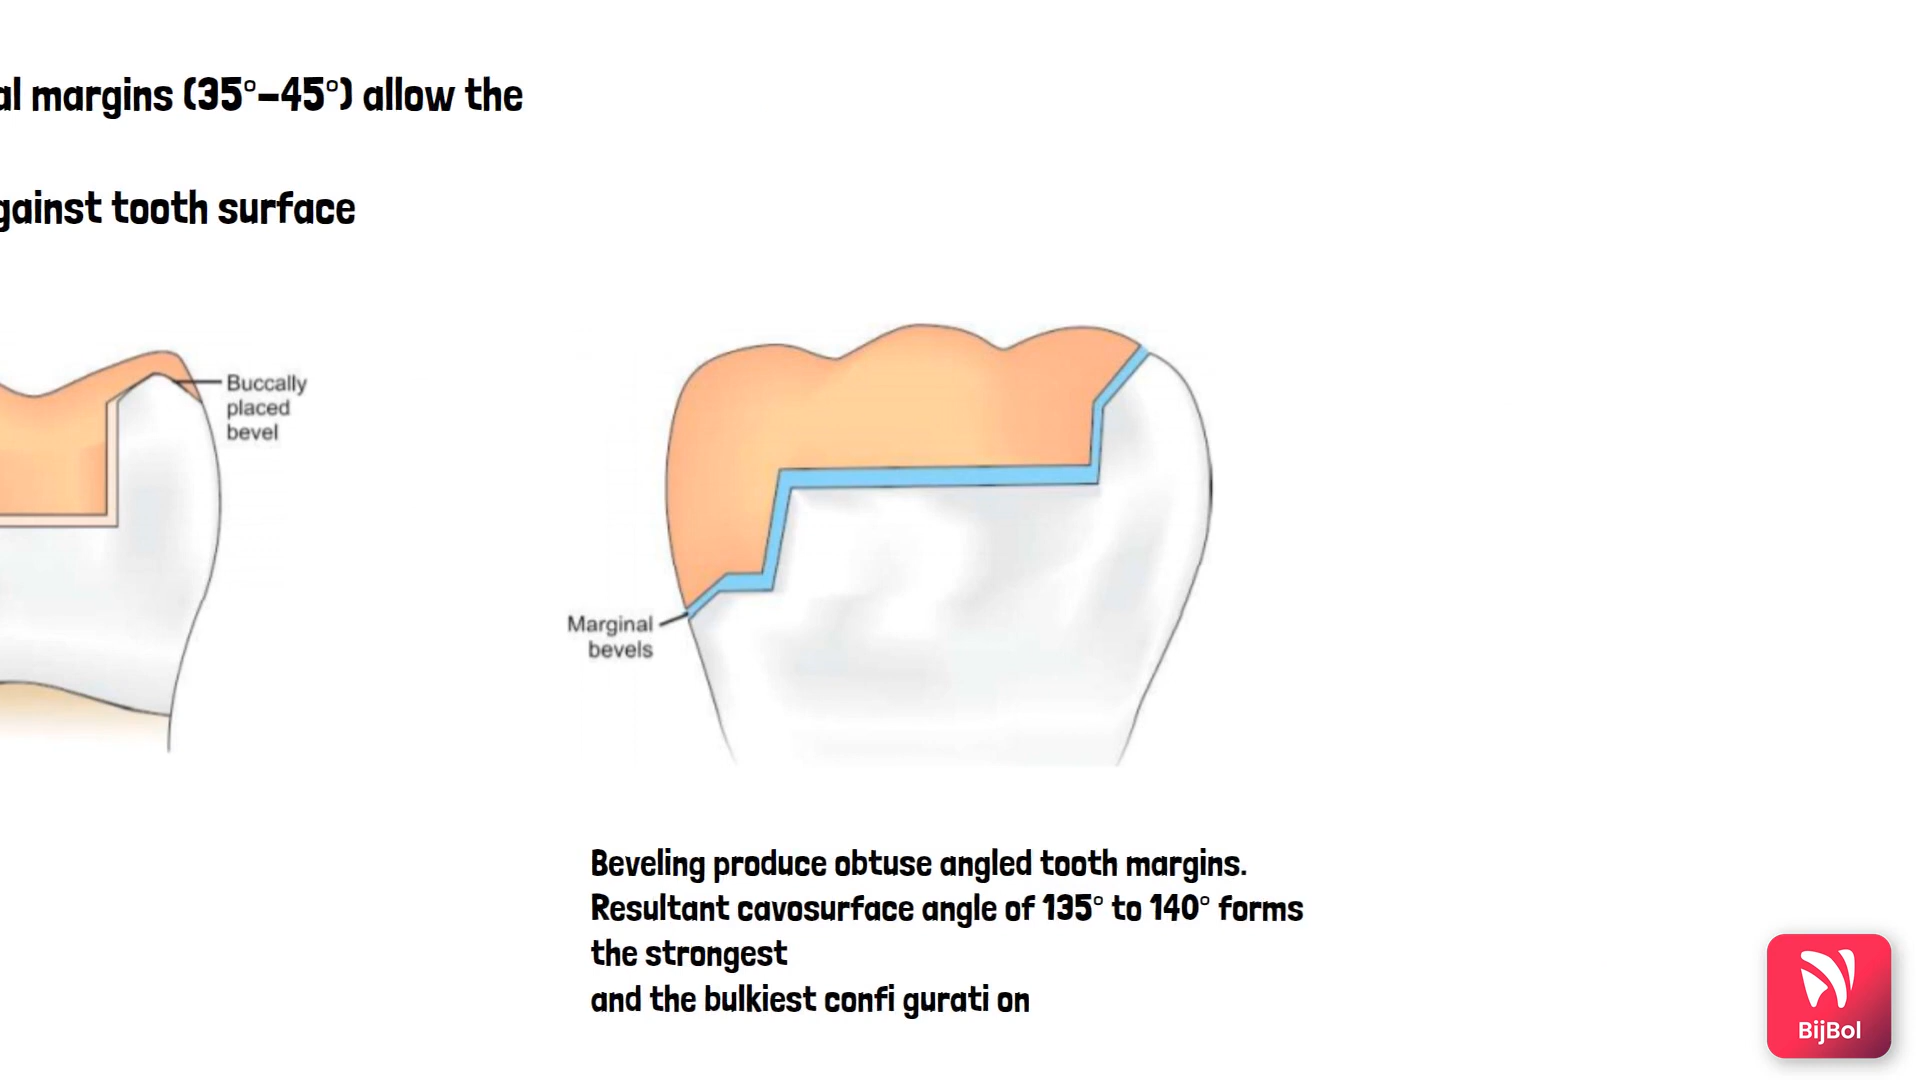 al margins (35°–45°) allow the
gainst tooth surface
Buccally
placed
bevel
Marginal
bevels
Beveling produce obtuse angled tooth margins.
Resultant cavosurface angle of 135° to 140° forms
the strongest
and the bulkiest confi gurati on
BijBol